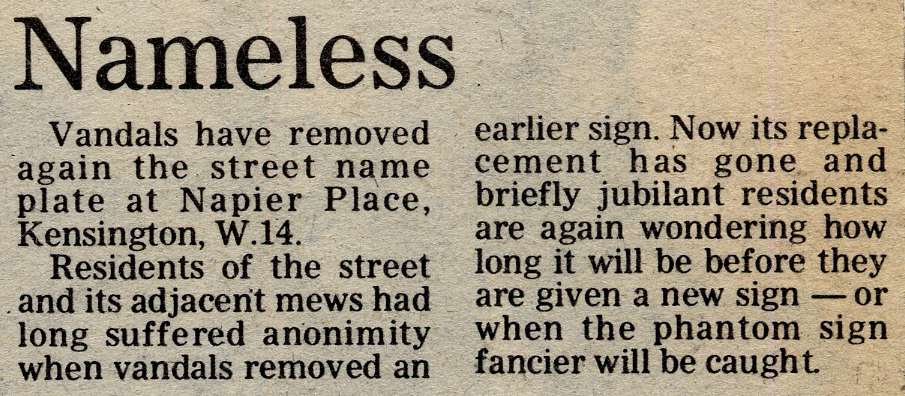 Nameless
Vandals have removed
again the street name
plate at Napier Place,
Kensington, W.14.
Residents of the street
and its adjacent mews had
long suffered anonimity
when vandals removed an
earlier sign. Now its repla-
cement has gone and
briefly jubilant residents
are again wondering how
long it will be before they
are given a new sign — or
when the phantom sign
fancier will be caught.